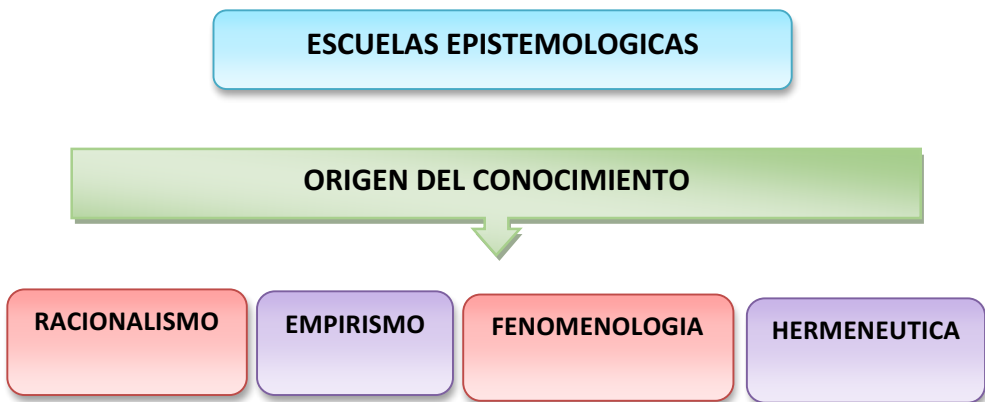 ESCUELAS EPISTEMOLOGICAS
ORIGEN DEL CONOCIMIENTO
RACIONALISMO
EMPIRISMO
FENOMENOLOGIA
HERMENEUTICA